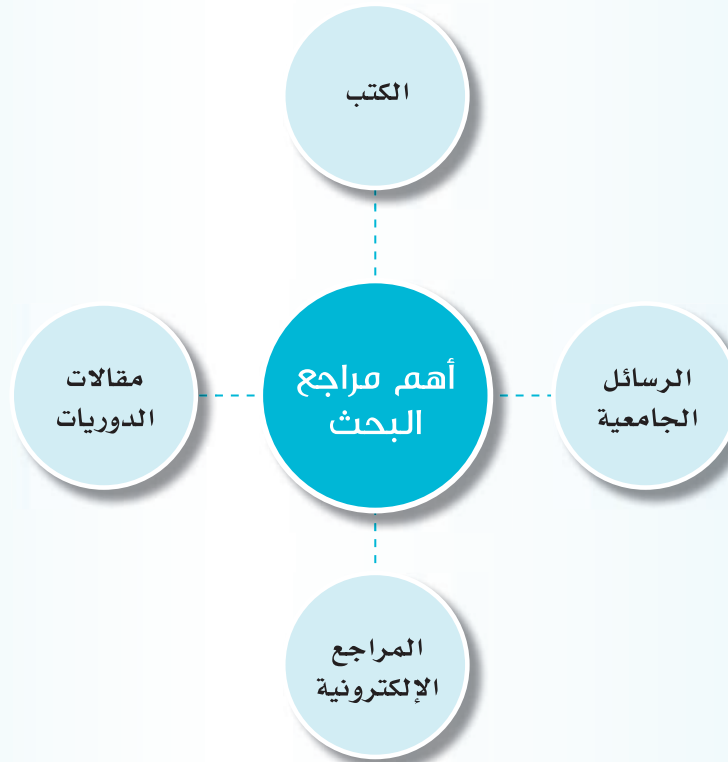 الكتب
أهم مراجع
البحث
الرسائل
الجامعية
مقالات
الدوريات
المراجع
الإلكترونية